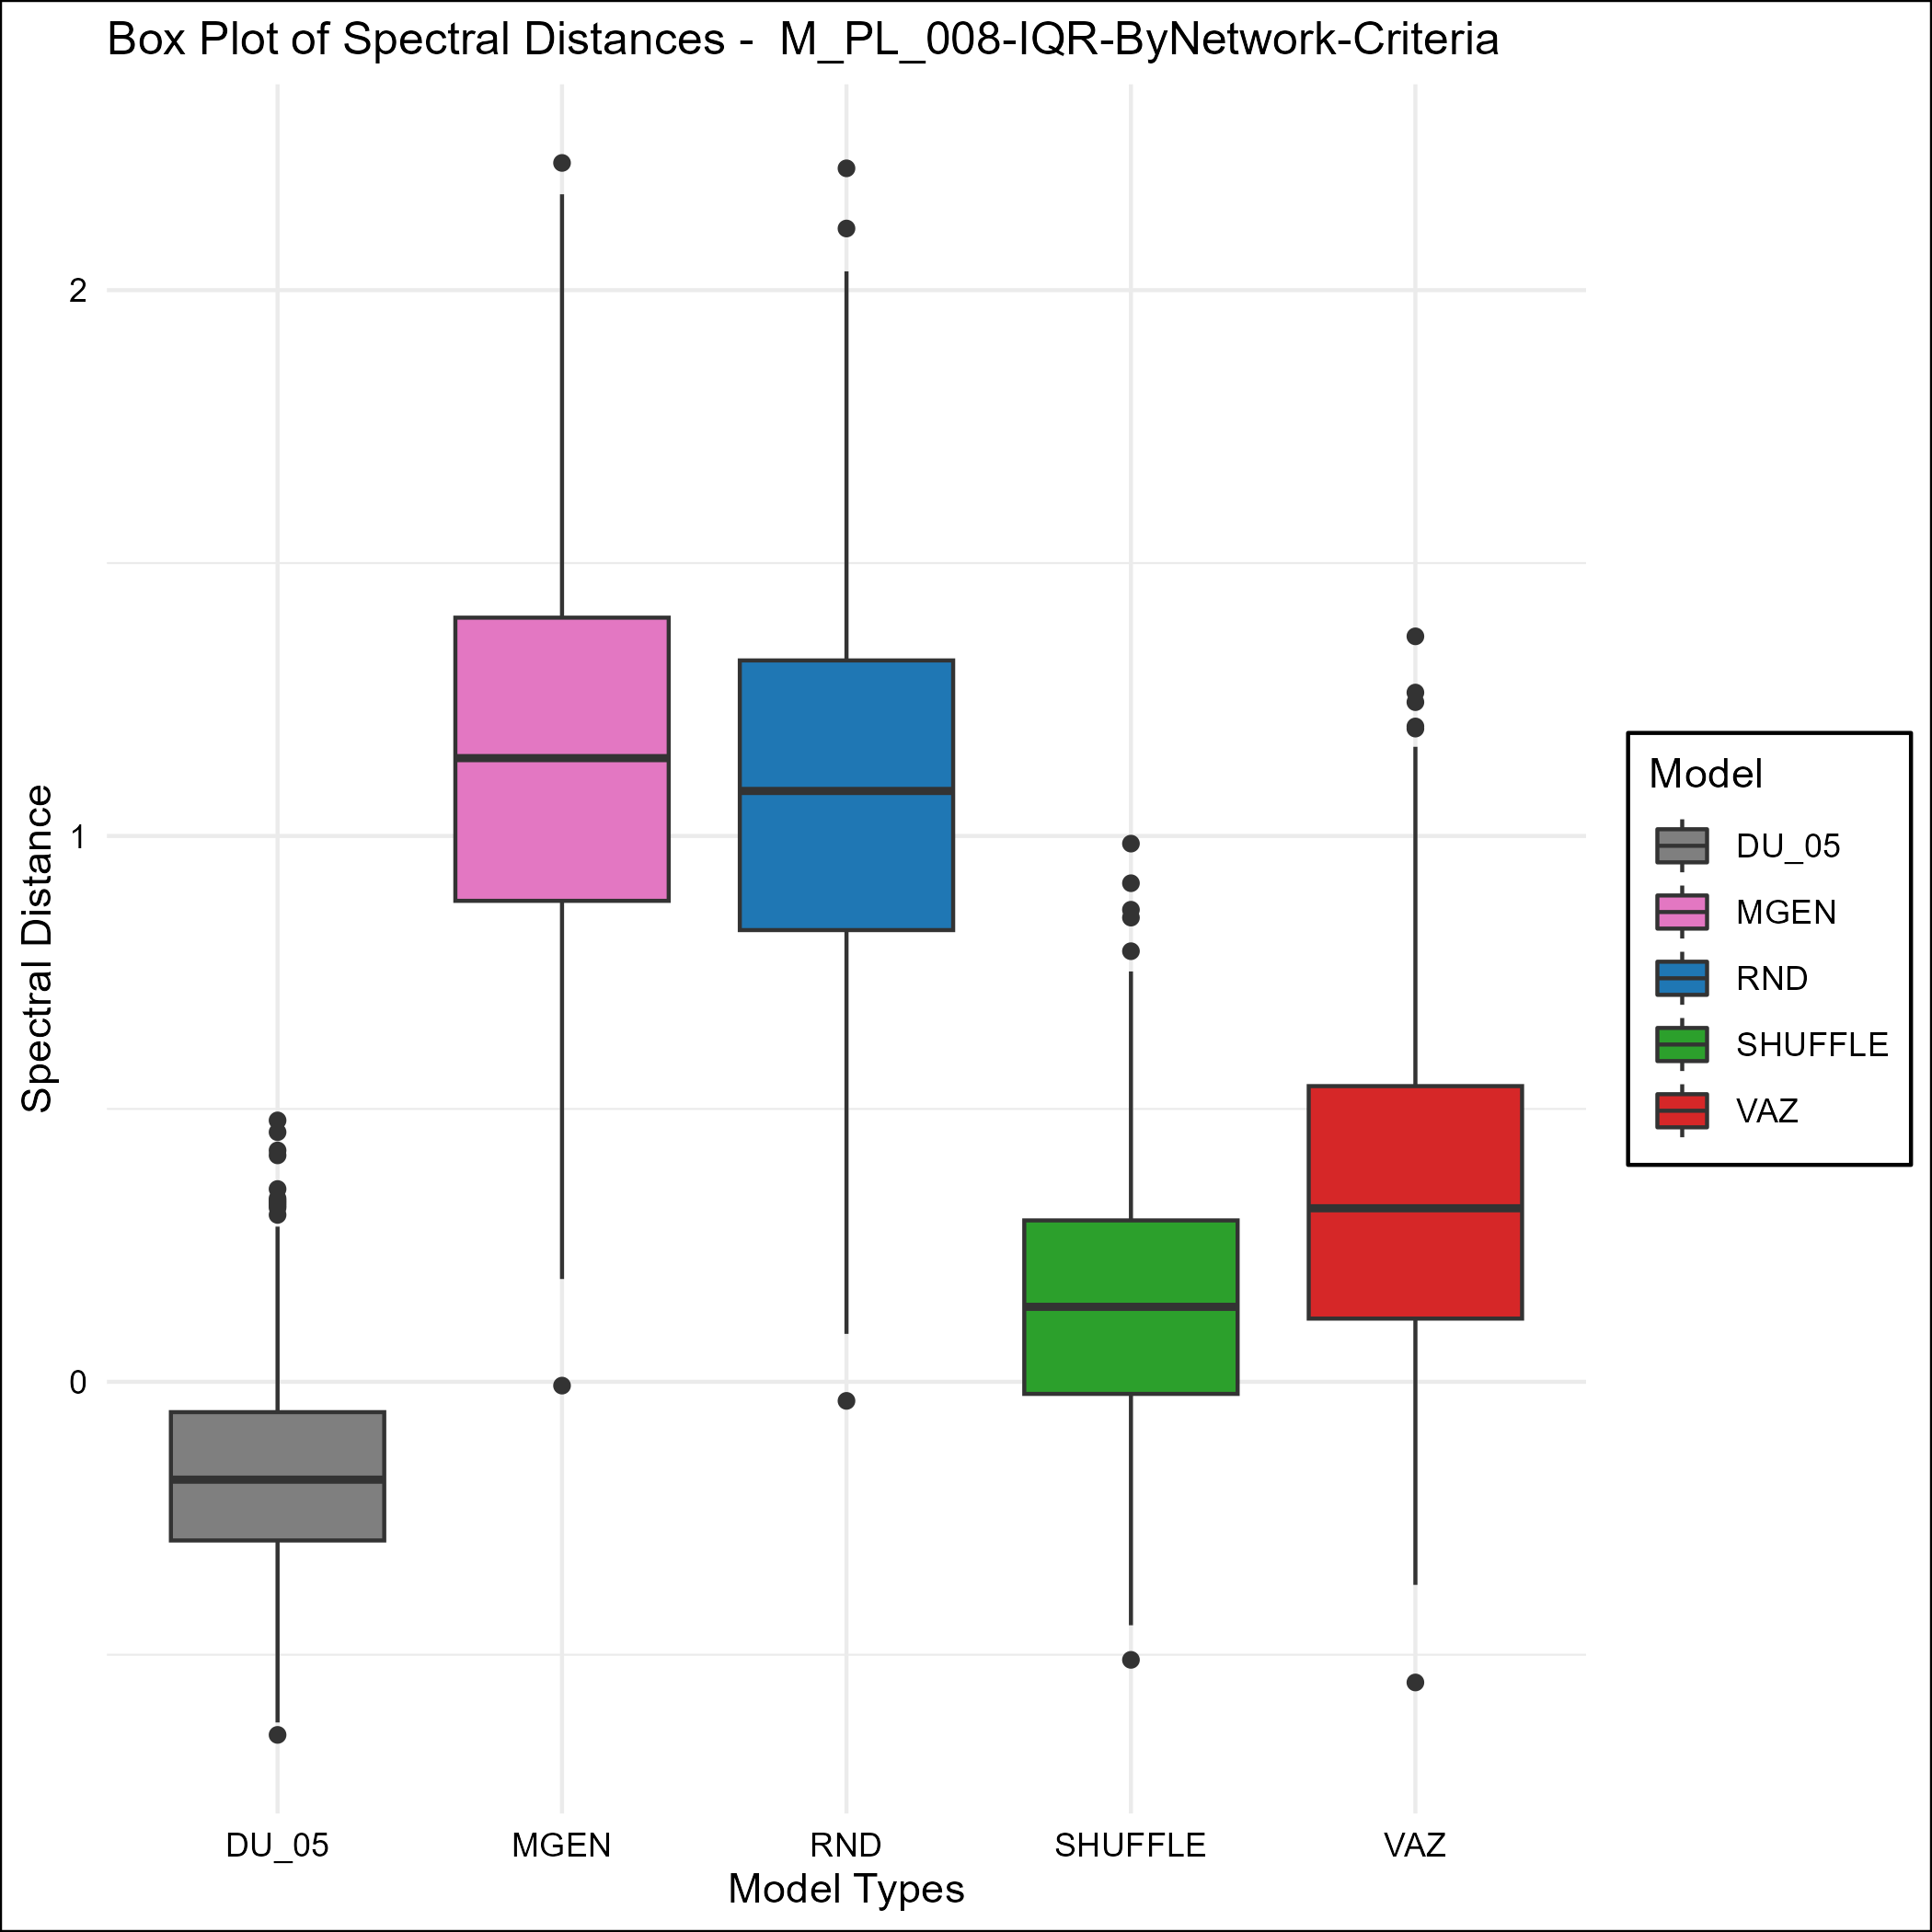 Box Plot of Spectral Distances -  M_PL_008-IQR-ByNetwork-Criteria
Spectral Distance
2
1
0
DU_05
MGEN
RND
SHUFFLE
VAZ
Model Types
Model
DU_05
MGEN
RND
SHUFFLE
VAZ